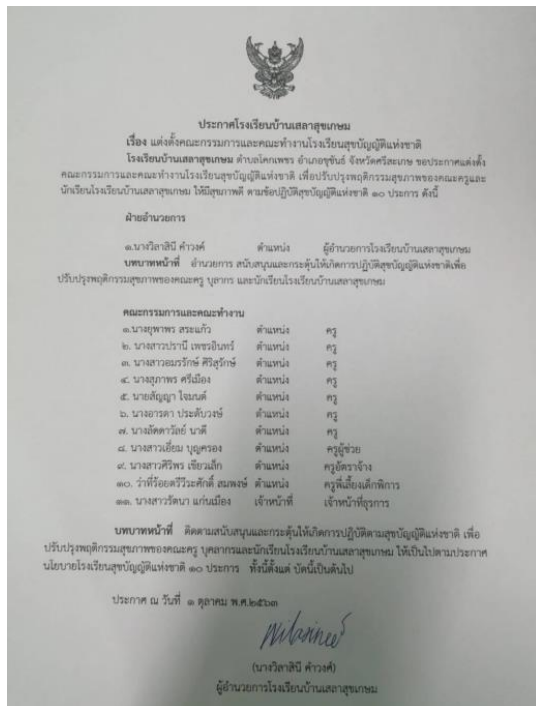 ประกาศโรงเรียนบ้านเสลาสุขเกษม
เรื่อง แต่งตั้งคณะกรรมการและคณะทำงานโรงเรียนสุขบัญญัติแห่งชาติ
โรงเรียนบ้านเสลาสุขเกษม ตำบลโคกเพชร อำเภอขุขันธ์ จังหวัดศรีสะเกษ ขอประกาศแต่งตั้ง
คณะกรรมการและคณะทำงานโรงเรียนสุขบัญญัติแห่งชาติ เพื่อปรับปรุงพฤติกรรมสุขภาพของคณะครูและ
นักเรียนโรงเรียนบ้านเสลาสุขเกษม ให้มีสุขภาพดี ตามข้อปฏิบัติสุขบัญญัติแห่งชาติ ๑๐ ประการ ดังนี้
ฝ่ายอำนวยการ
๑.นางวิลาสินี คำวงค์ ตำแหน่ง ผู้อำนวยการโรงเรียนบ้านเสลาสุขเกษม
บทบาทหน้าที่ อำนวยการ สนับสนุนและกระตุ้นให้เกิดการปฏิบัติสุขบัญญัติแห่งชาติเพื่อ
ปรับปรุงพฤติกรรมสุขภาพของคณะครู บุลากร และนักเรียนโรงเรียนบ้านเสลาสุขเกษม
คณะกรรมการและคณะทำงาน
๑.นางยุพาพร สระแก้ว ตำแหน่ง ครู
๒. นางสาวปรานี เพชรอินทร์ ตำแหน่ง ครู
๓. นางสาวอมรรักษ์ ศิริสุรักษ์ ตำแหน่ง ครู
๔. นางสุภาพร ศรีเมือง ตำแหน่ง ครู
๕. นายสัญญา ใจมนต์ ตำแหน่ง ครู
๖. นางอารดา ประดับวงษ์ ตำแหน่ง ครู
๗. นางลัดดาวัลย์ นาดี ตำแหน่ง ครู
๘. นางสาวเอี่ยม บุญครอง ตำแหน่ง ครูผู้ช่วย
๙. นางสาวศิริพร เขียวเล็ก ตำแหน่ง ครูอัตราจ้าง
๑๐. ว่าที่ร้อยตรีวีระศักดิ์ สมพงษ์ ตำแหน่ง ครูพี่เลี้ยงเด็กพิการ
๑๑. นางสาวรัตนา แก่นเมือง เจ้าหน้าที่ เจ้าหน้าที่ธุรการ
บทบาทหน้าที่ ติดตามสนับสนุนและกระตุ้นให้เกิดการปฏิบัติตามสุขบัญญัติแห่งชาติ เพื่อ
ปรับปรุงพฤติกรรมสุขภาพของคณะครู บุคลากรและนักเรียนโรงเรียนบ้านเสลาสุขเกษม ให้เป็นไปตามประกาศ
นโยบายโรงเรียนสุขบัญญัติแห่งชาติ ๑๐ ประการ ทั้งนี้ตั้งแต่ บัดนี้เป็นต้นไป
ประกาศ ณ วันที่ ๑ ตุลาคม พ.ศ.๒๕๖๓
(นางวิลาสินี คำวงศ์)
ผู้อำนวยการโรงเรียนบ้านเสลาสุขเกษม